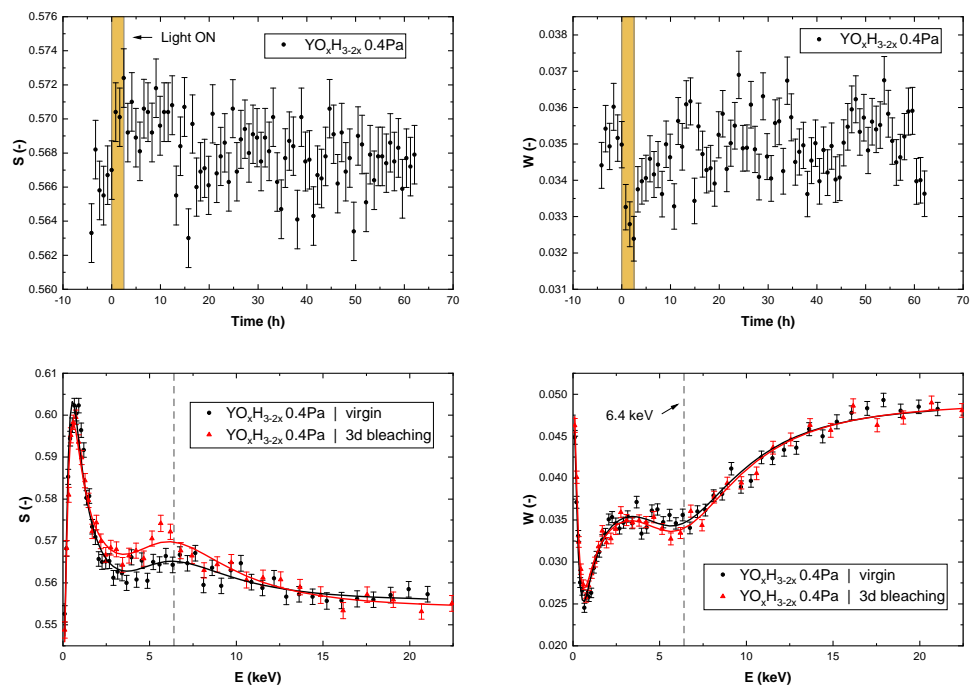 0.576
0.574
0.572
0.570
0.568
0.566
0.564
0.562
0.560
S (-)
Light ON
YOₓH₃₋₂ₓ 0.4Pa
-10 0 10 20 30 40 50 60 70
Time (h)
0.038
0.037
0.036
0.035
0.034
0.033
0.032
0.031
W (-)
YOₓH₃₋₂ₓ 0.4Pa
-10 0 10 20 30 40 50 60 70
Time (h)
0.61
0.60
0.59
0.58
0.57
0.56
0.55
S (-)
YOₓH₃₋₂ₓ 0.4Pa | virgin
YOₓH₃₋₂ₓ 0.4Pa | 3d bleaching
0 5 10 15 20
E (keV)
0.050
0.045
0.040
0.035
0.030
0.025
0.020
W (-)
6.4 keV
YOₓH₃₋₂ₓ 0.4Pa | virgin
YOₓH₃₋₂ₓ 0.4Pa | 3d bleaching
0 5 10 15 20
E (keV)